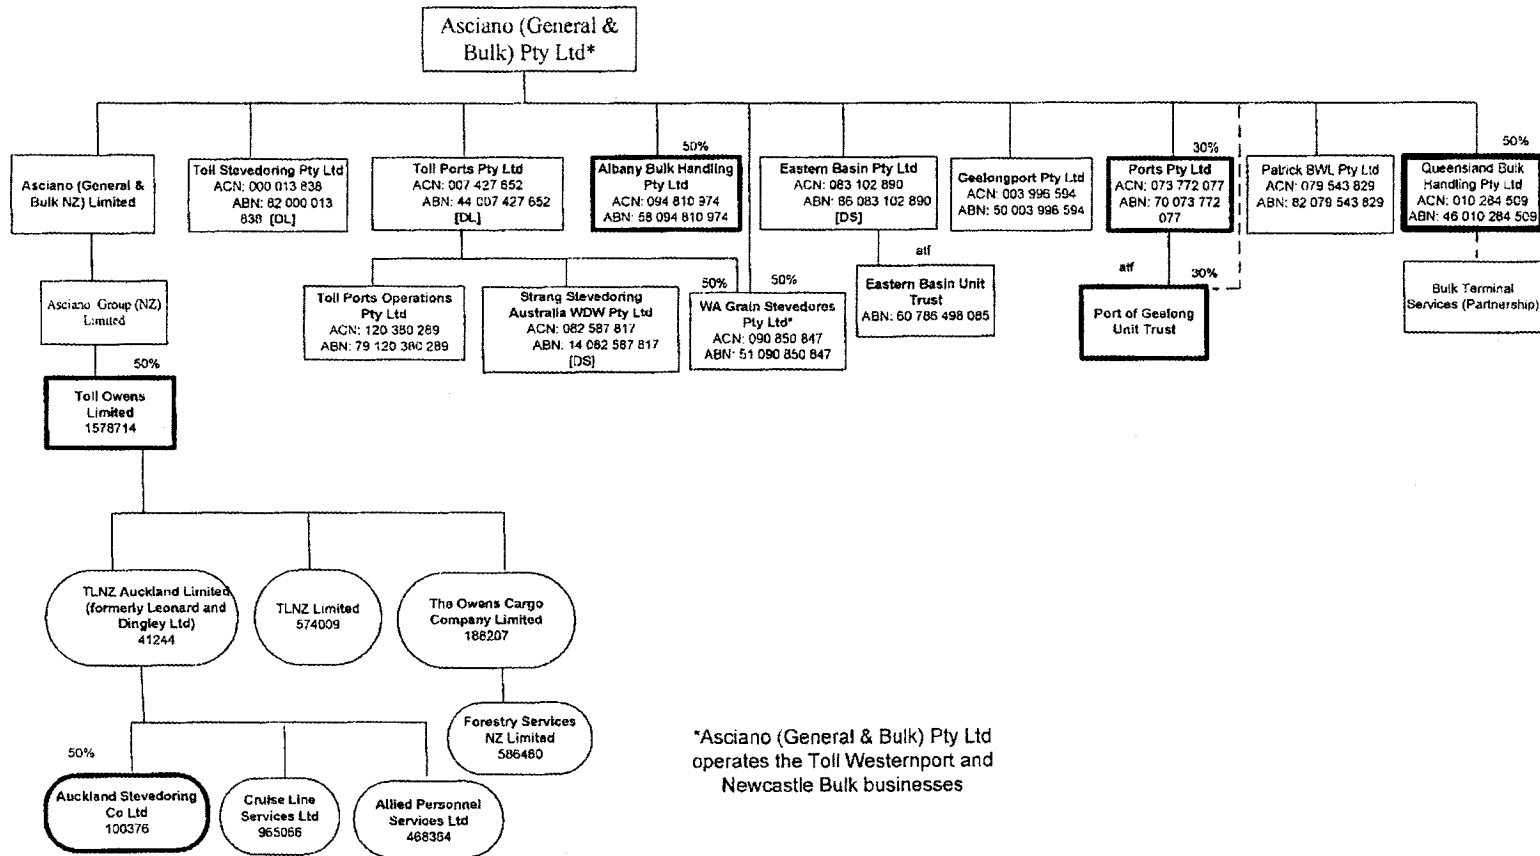 Asciano (General &
Bulk) Pty Ltd*
Asciano (General &
Bulk NZ) Limited
Toll Stevedoring Pty Ltd
ACN: 000 013 838
ABN: 82 000 013
838 [DL]
Toll Ports Pty Ltd
ACN: 007 427 652
ABN: 44 007 427 652
[DL]
50%
Albany Bulk Handling
Pty Ltd
ACN: 094 810 974
ABN: 58 094 810 974
Eastern Basin Pty Ltd
ACN: 083 102 890
ABN: 86 083 102 890
[DS]
Geelongport Pty Ltd
ACN: 003 996 594
ABN: 50 003 996 594
30%
Ports Pty Ltd
ACN: 073 772 077
ABN: 70 073 772
077
Patrick BWL Pty Ltd
ACN: 079 543 829
ABN: 82 079 543 829
50%
Queensland Bulk
Handling Pty Ltd
ACN: 010 284 509
ABN: 46 010 284 509
Asciano Group (NZ)
Limited
Toll Ports Operations
Pty Ltd
ACN: 120 380 289
ABN: 79 120 380 289
Strang Stevedoring
Australia WDW Pty Ltd
ACN: 082 587 817
ABN: 14 082 587 817
[DS]
50%
50%
WA Grain Stevedores
Pty Ltd*
ACN: 090 850 847
ABN: 51 090 850 847
atf
Eastern Basin Unit
Trust
ABN: 60 786 498 085
atf
30%
Port of Geelong
Unit Trust
Bulk Terminal
Services (Partnership)
50%
Toll Owens
Limited
1578714
TLNZ Auckland Limited
(formerly Leonard and
Dingley Ltd)
41244
TLNZ Limited
574009
The Owens Cargo
Company Limited
188207
Forestry Services
NZ Limited
586480
50%
Auckland Stevedoring
Co Ltd
100376
Cruise Line
Services Ltd
965066
Allied Personnel
Services Ltd
468364
*Asciano (General & Bulk) Pty Ltd
operates the Toll Westernport and
Newcastle Bulk businesses